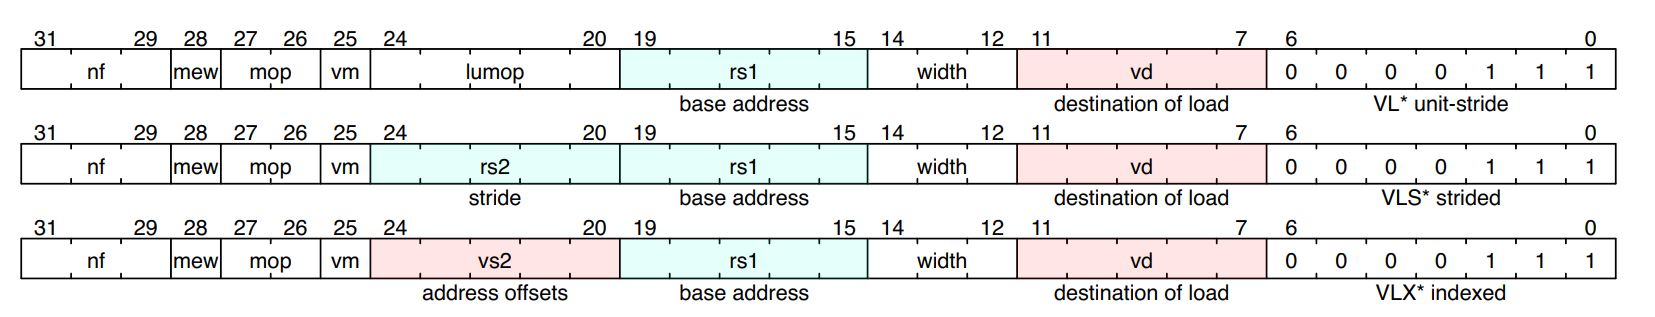 31 29 28 27 26 25 24 20 19 15 14 12 11 7 6 0
nf mew mop vm lumop rs1 width vd 0 0 0 0 1 1 1
base address destination of load VL* unit-stride
31 29 28 27 26 25 24 20 19 15 14 12 11 7 6 0
nf mew mop vm rs2 rs1 width vd 0 0 0 0 1 1 1
stride base address destination of load VLS* strided
31 29 28 27 26 25 24 20 19 15 14 12 11 7 6 0
nf mew mop vm vs2 rs1 width vd 0 0 0 0 1 1 1
address offsets base address destination of load VLX* indexed